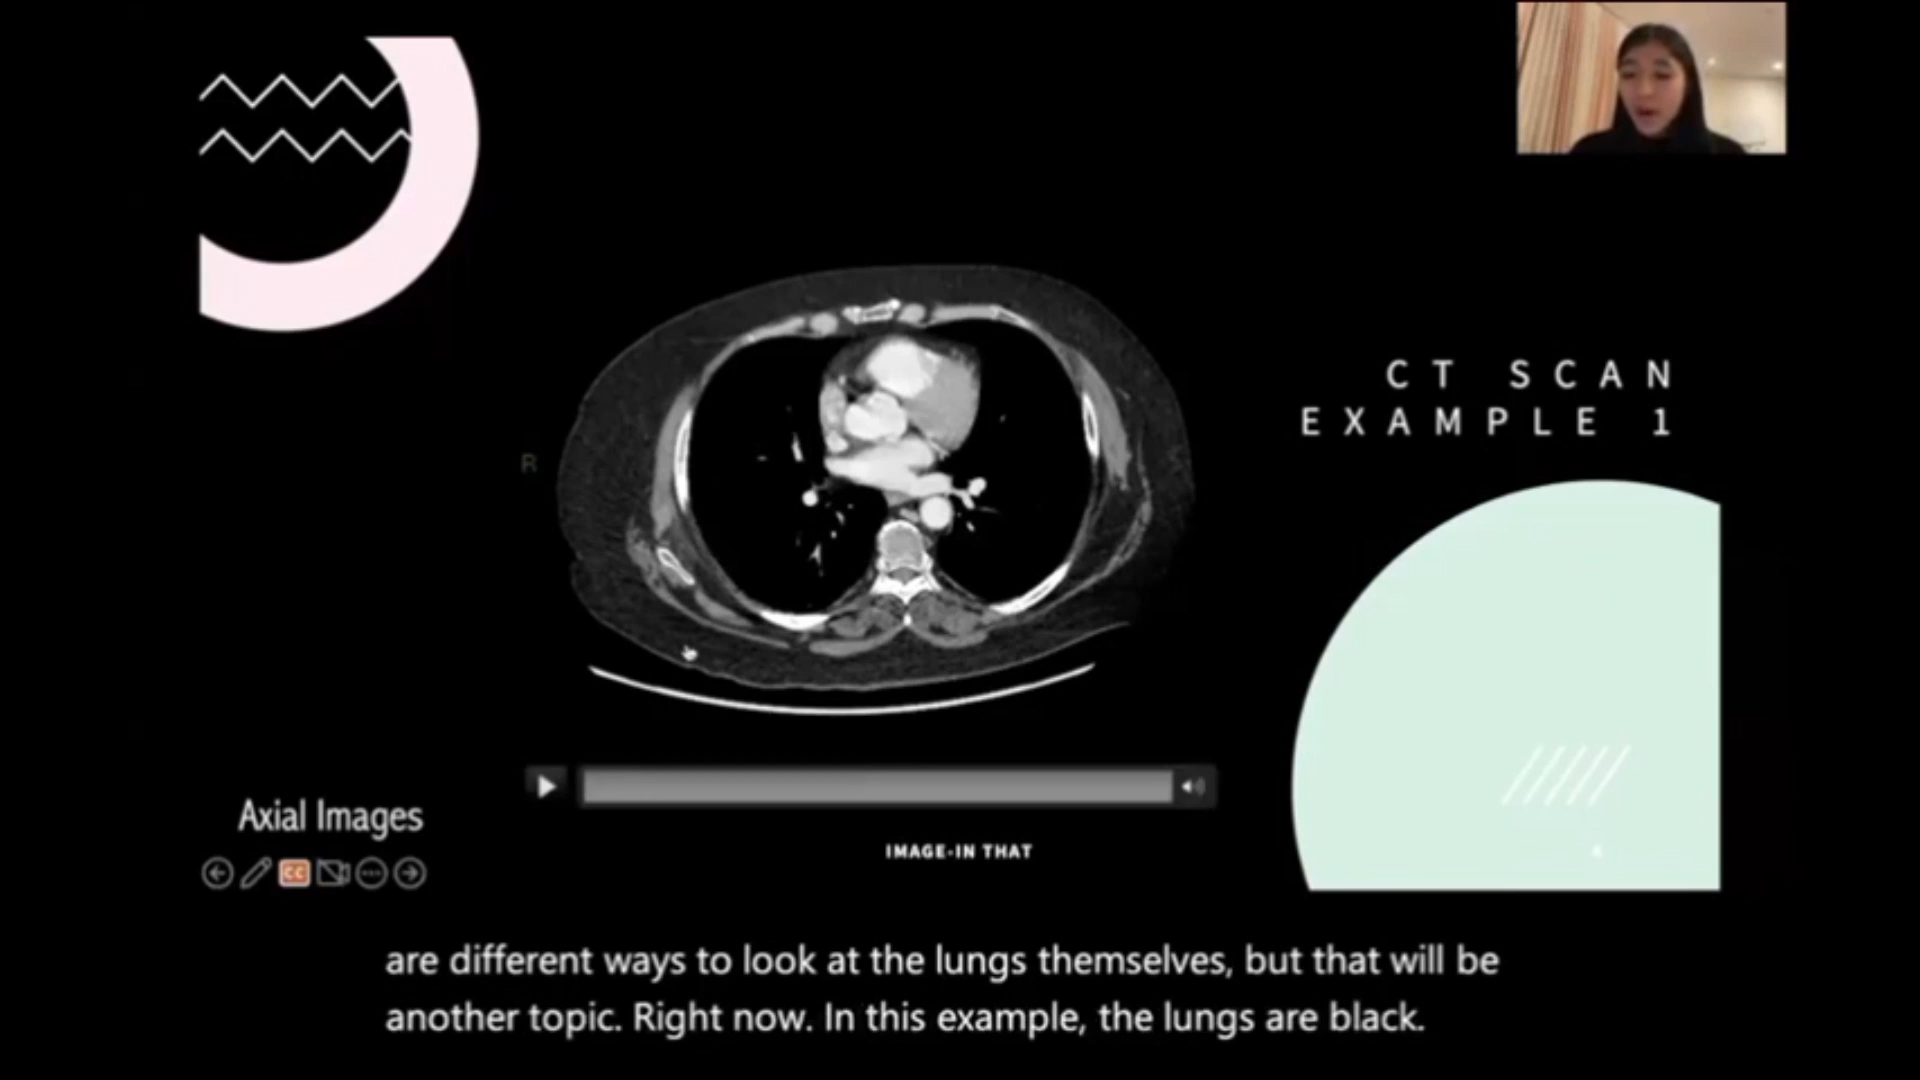 CT SCAN
EXAMPLE 1
R
Axial Images
CC
IMAGE-IN THAT
are different ways to look at the lungs themselves, but that will be
another topic. Right now. In this example, the lungs are black.